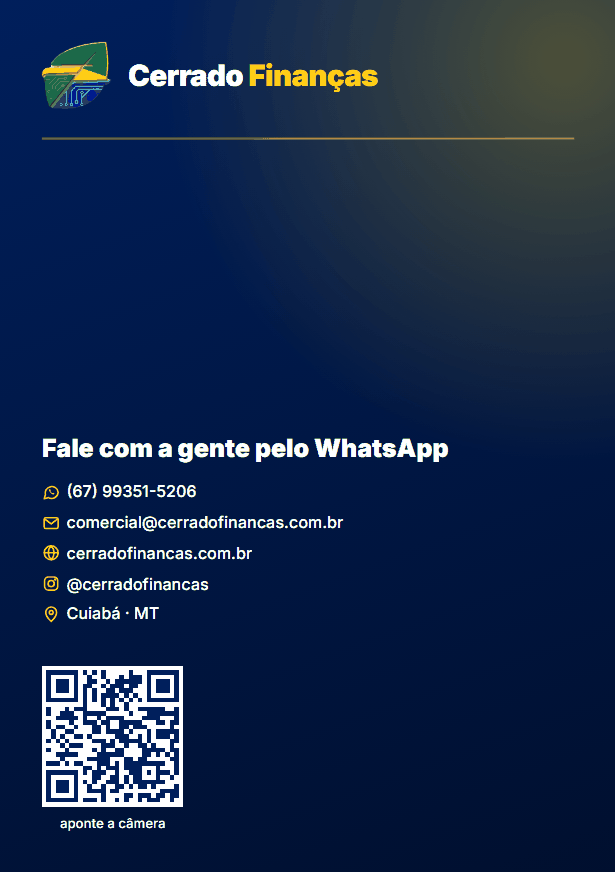 Cerrado Finanças
Fale com a gente pelo WhatsApp
(67) 99351-5206
comercial@cerradofinancas.com.br
cerradofinancas.com.br
@cerradofinancas
Cuiabá · MT
aponte a câmera